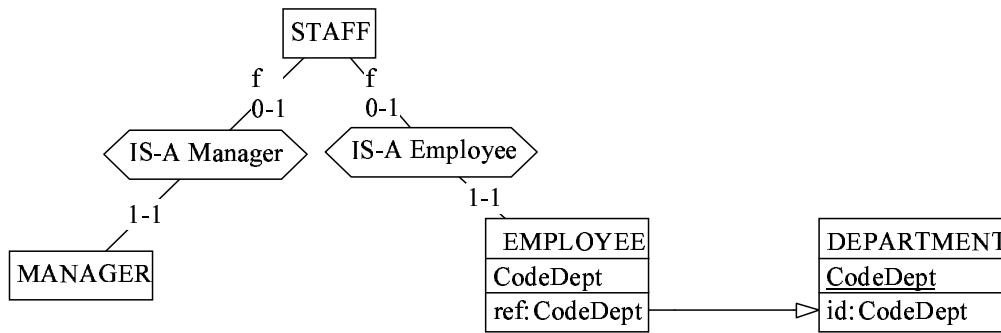 STAFF
f
f
0-1
0-1
IS-A Manager
IS-A Employee
1-1
1-1
MANAGER
EMPLOYEE
CodeDept
ref: CodeDept
DEPARTMENT
CodeDept
id: CodeDept